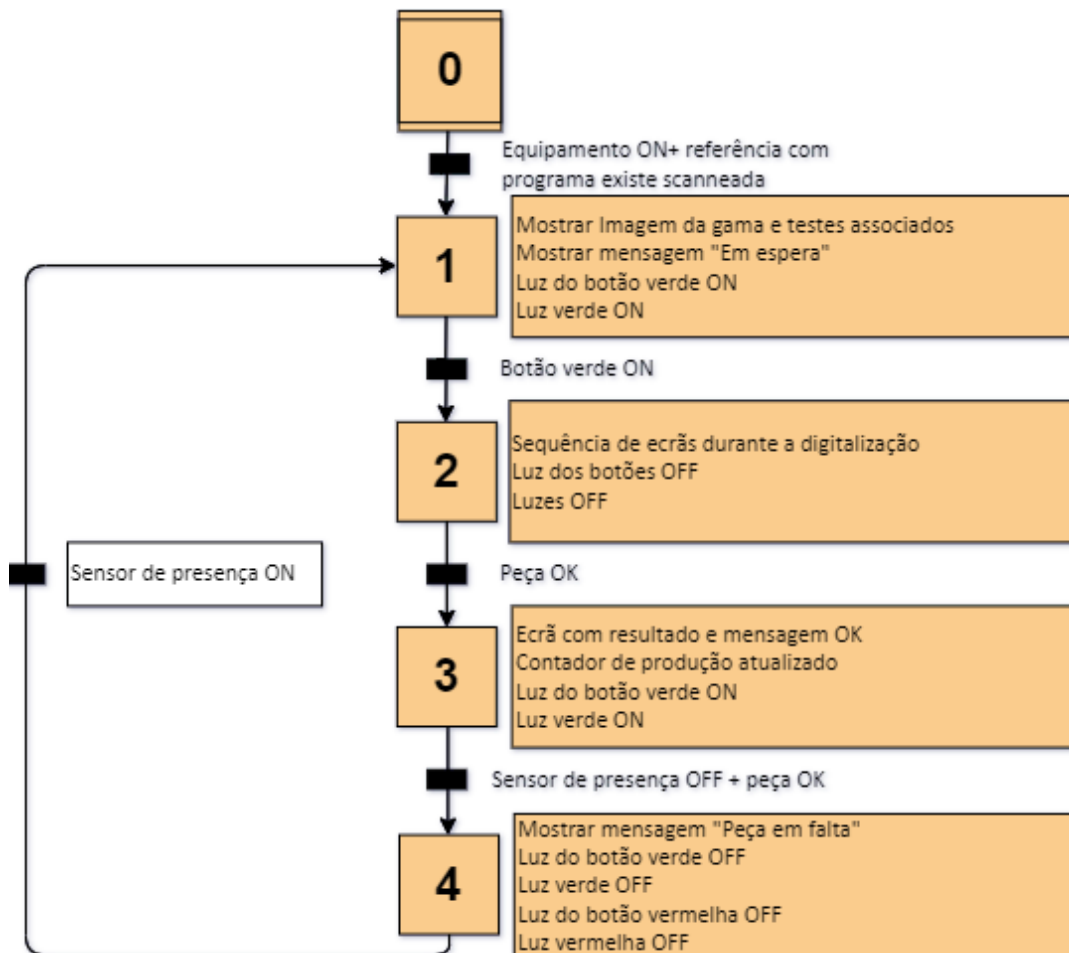 0
Equipamento ON+ referência com
programa existe scanneada
1
Mostrar Imagem da gama e testes associados
Mostrar mensagem "Em espera"
Luz do botão verde ON
Luz verde ON
Botão verde ON
2
Sequência de ecrãs durante a digitalização
Luz dos botões OFF
Luzes OFF
Sensor de presença ON
Peça OK
3
Ecrã com resultado e mensagem OK
Contador de produção atualizado
Luz do botão verde ON
Luz verde ON
Sensor de presença OFF + peça OK
4
Mostrar mensagem "Peça em falta"
Luz do botão verde OFF
Luz verde OFF
Luz do botão vermelha OFF
Luz vermelha OFF